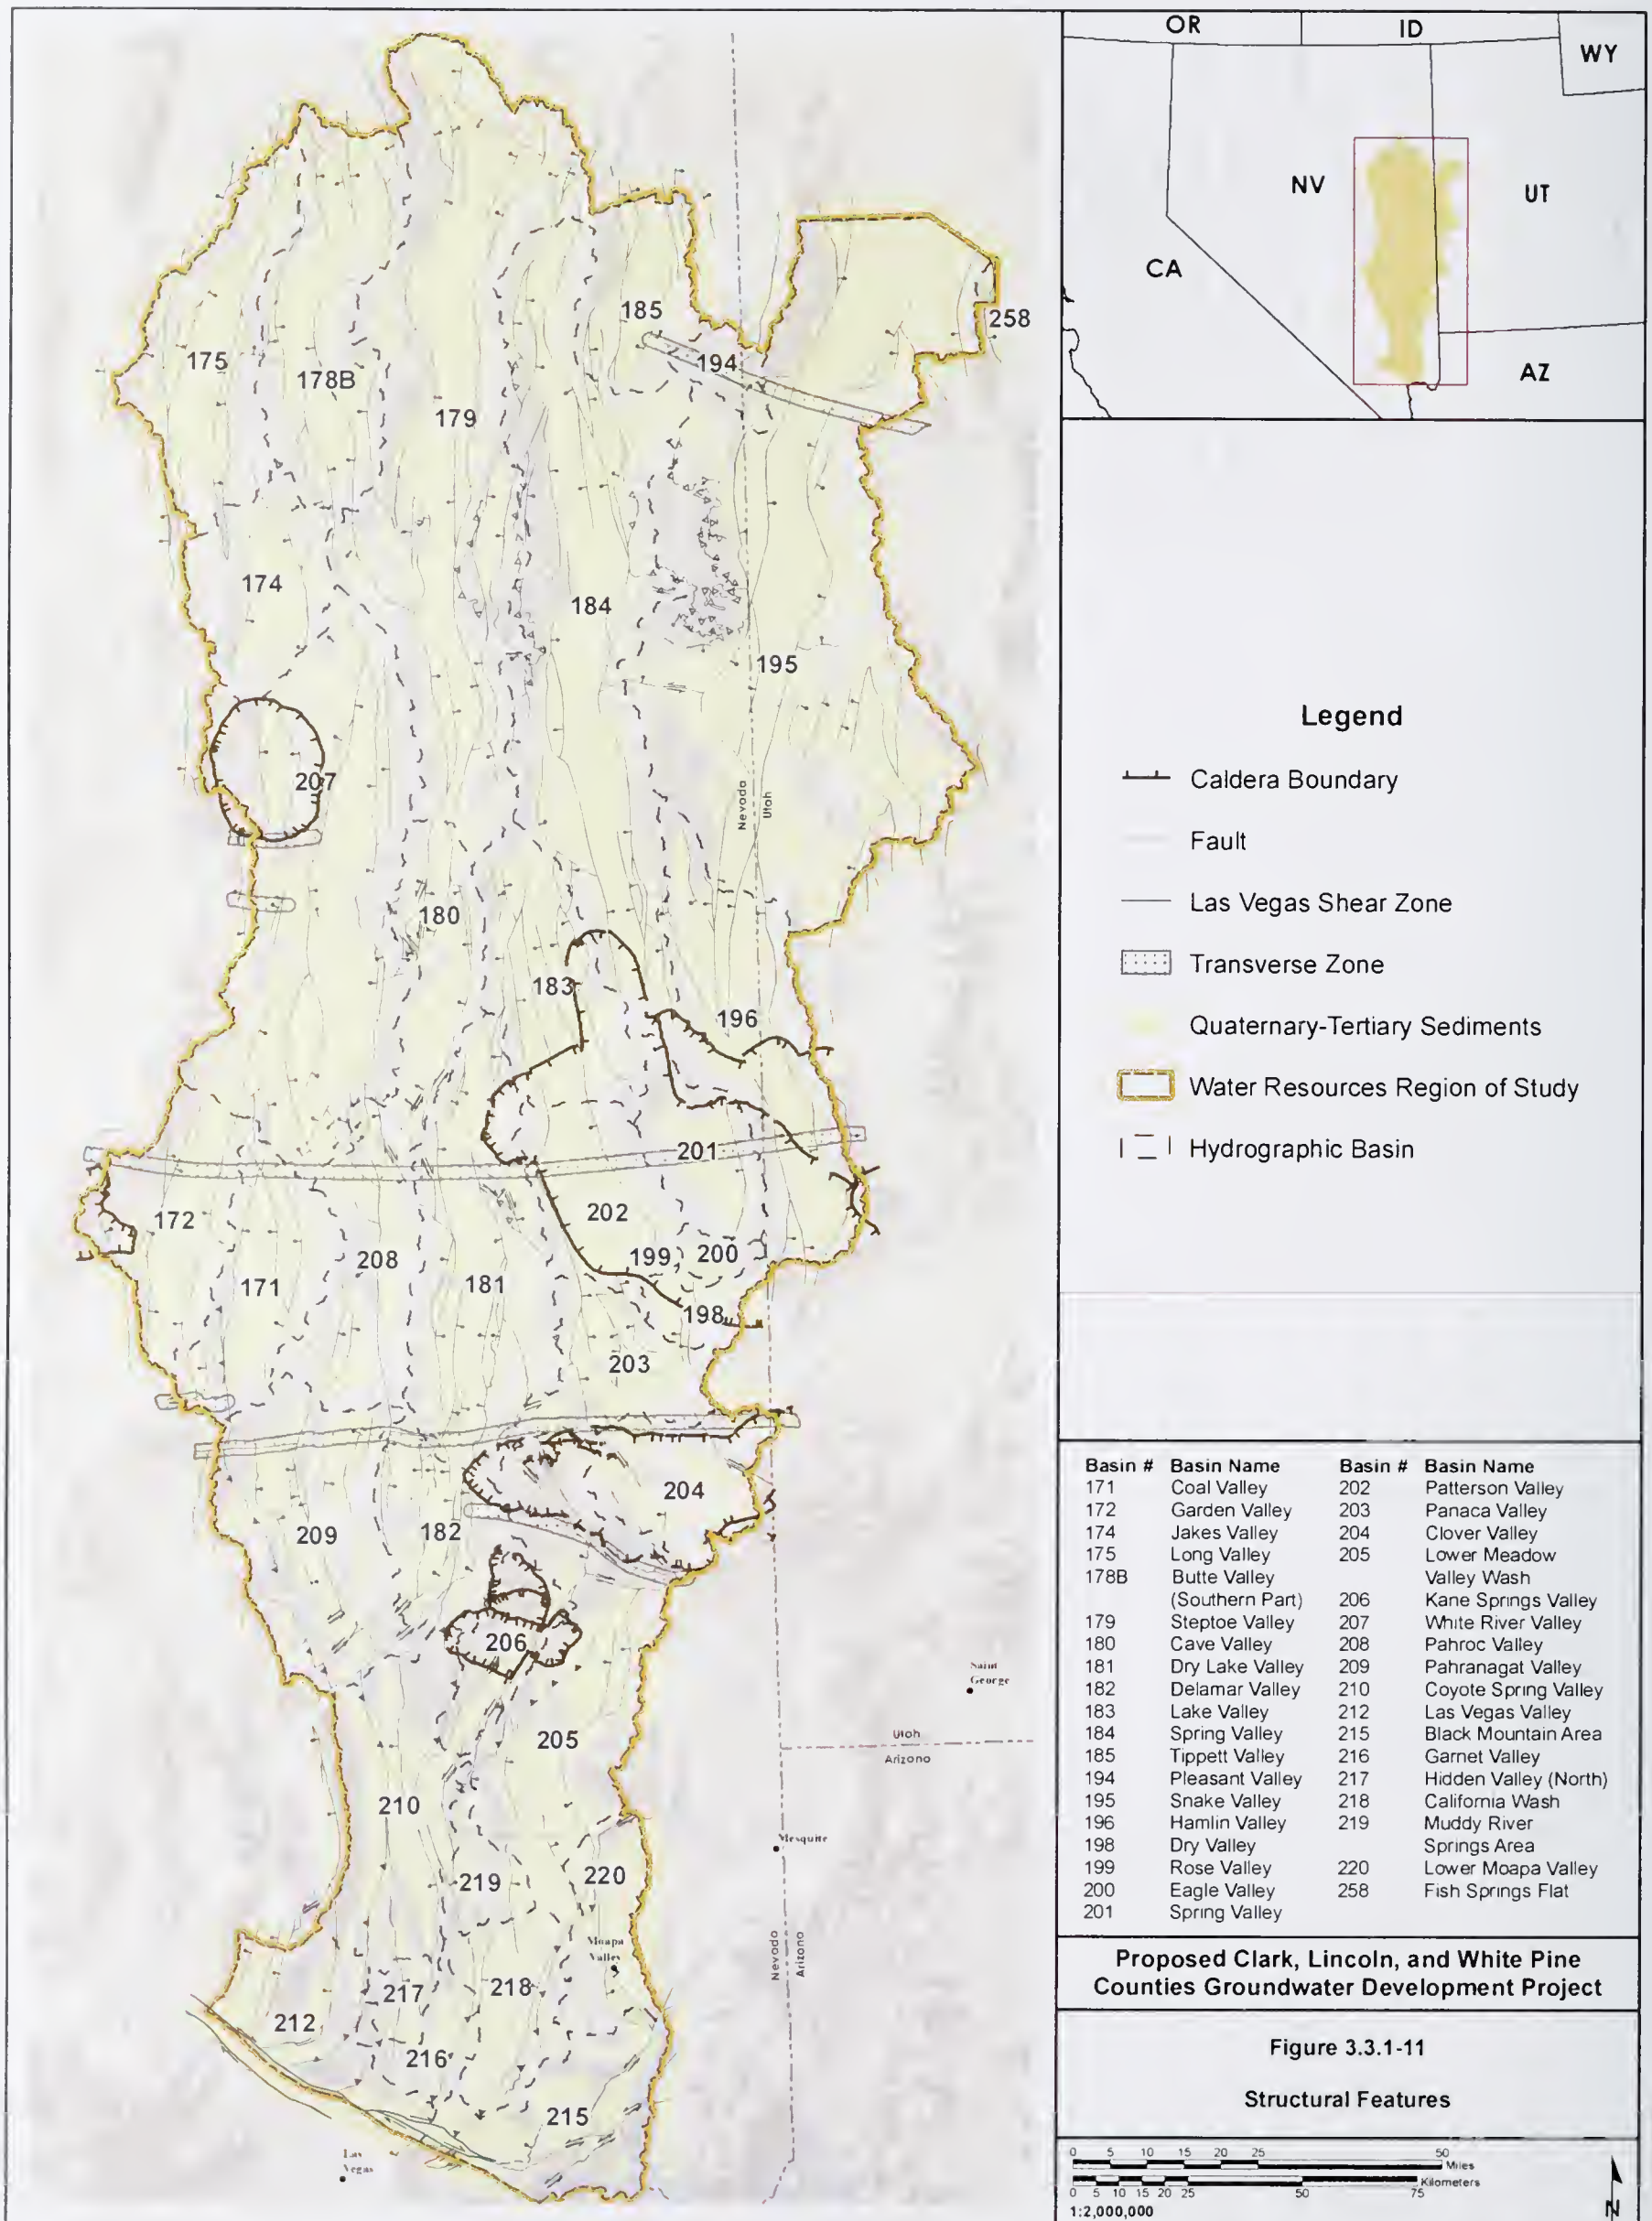 OR
ID
WY
NV
UT
CA
AZ
258
185
194
175
178B
179
174
184
195
207
Nevada
Utah
180
183
196
201
172
202
199
200
208
171
181
198
203
204
209
182
206
Saint
George
205
Utah
Arizona
210
Mesquite
219
220
Moapa
Valley
Nevada
Arizona
217
218
212
216
215
Las
Vegas
Legend
Caldera Boundary
Fault
Las Vegas Shear Zone
Transverse Zone
Quaternary-Tertiary Sediments
Water Resources Region of Study
Hydrographic Basin
Basin # Basin Name Basin # Basin Name
171 Coal Valley 202 Patterson Valley
172 Garden Valley 203 Panaca Valley
174 Jakes Valley 204 Clover Valley
175 Long Valley 205 Lower Meadow
178B Butte Valley Valley Wash
(Southern Part) 206 Kane Springs Valley
179 Steptoe Valley 207 White River Valley
180 Cave Valley 208 Pahroc Valley
181 Dry Lake Valley 209 Pahranagat Valley
182 Delamar Valley 210 Coyote Spring Valley
183 Lake Valley 212 Las Vegas Valley
184 Spring Valley 215 Black Mountain Area
185 Tippett Valley 216 Garnet Valley
194 Pleasant Valley 217 Hidden Valley (North)
195 Snake Valley 218 California Wash
196 Hamlin Valley 219 Muddy River
198 Dry Valley Springs Area
199 Rose Valley 220 Lower Moapa Valley
200 Eagle Valley 258 Fish Springs Flat
201 Spring Valley
Proposed Clark, Lincoln, and White Pine
Counties Groundwater Development Project
Figure 3.3.1-11
Structural Features
0 5 10 15 20 25 50
Miles
Kilometers
0 5 10 15 20 25 50 75
1:2,000,000
N